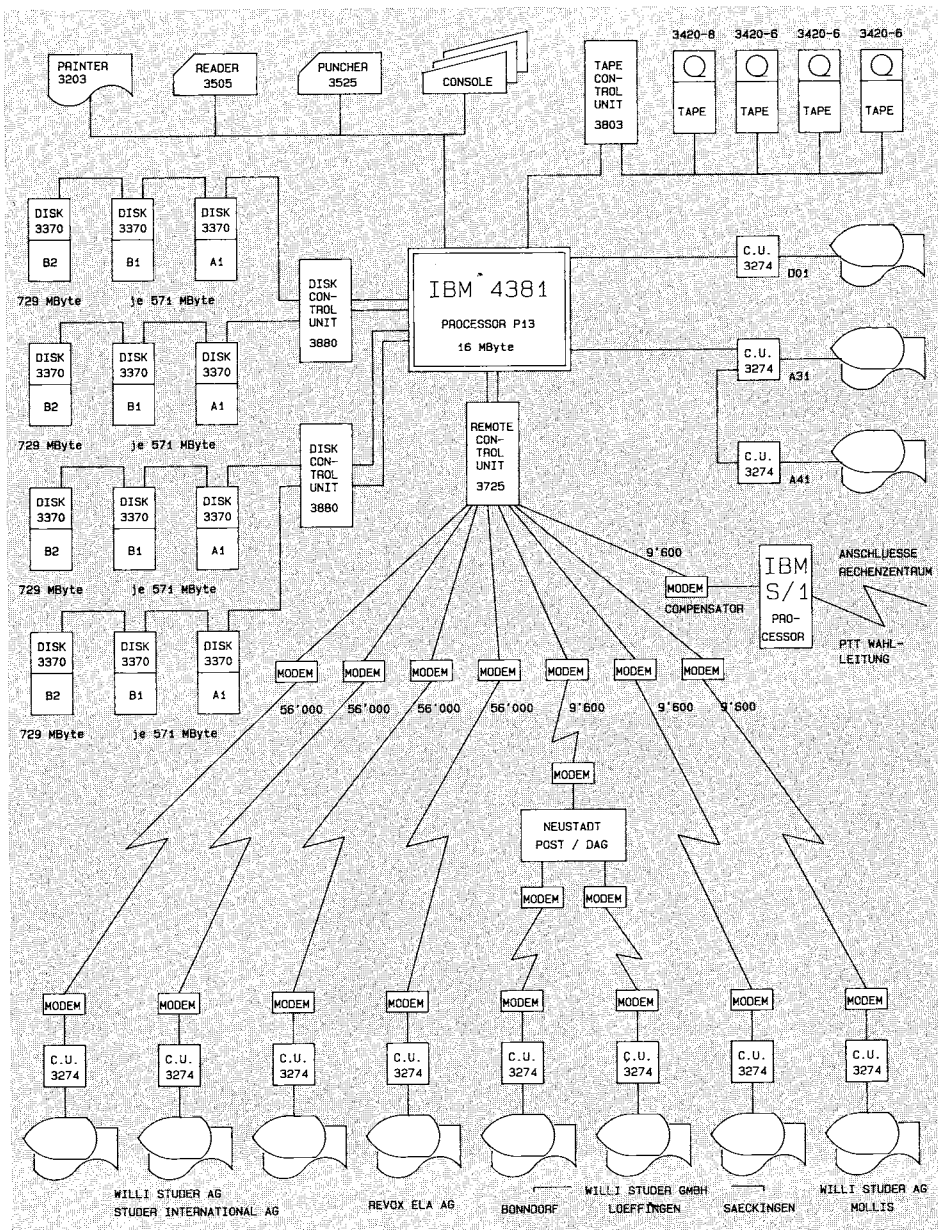 PRINTER
3203
READER
3505
PUNCHER
3525
CONSOLE
TAPE
CON-
TROL
UNIT
3803
3420-8
3420-6
3420-6
3420-6
TAPE
TAPE
TAPE
TAPE
DISK
3370
B2
DISK
3370
B1
DISK
3370
A1
729 MByte
je 571 MByte
DISK
CON-
TROL
UNIT
3880
IBM 4381
PROCESSOR P13
16 MByte
C.U.
3274
D01
DISK
3370
B2
DISK
3370
B1
DISK
3370
A1
729 MByte
je 571 MByte
C.U.
3274
A31
REMOTE
CON-
TROL
UNIT
3725
C.U.
3274
A41
DISK
CON-
TROL
UNIT
3880
DISK
3370
B2
DISK
3370
B1
DISK
3370
A1
729 MByte
je 571 MByte
9'600
MODEM
COMPENSATOR
IBM
S/1
PRO-
CESSOR
ANSCHLUESSE
RECHENZENTRUM
PTT WAHL-
LEITUNG
DISK
3370
B2
DISK
3370
B1
DISK
3370
A1
729 MByte
je 571 MByte
MODEM
MODEM
MODEM
MODEM
MODEM
MODEM
MODEM
56'000
56'000
56'000
56'000
9'600
9'600
9'600
MODEM
NEUSTADT
POST / DAG
MODEM
MODEM
MODEM
MODEM
MODEM
MODEM
MODEM
MODEM
MODEM
MODEM
C.U.
3274
C.U.
3274
C.U.
3274
C.U.
3274
C.U.
3274
C.U.
3274
C.U.
3274
C.U.
3274
WILLI STUDER AG
STUDER INTERNATIONAL AG
REVOX ELA AG
WILLI STUDER GMBH
BONNDORF
LOEFFINGEN
SAECKINGEN
WILLI STUDER AG
MOLLIS